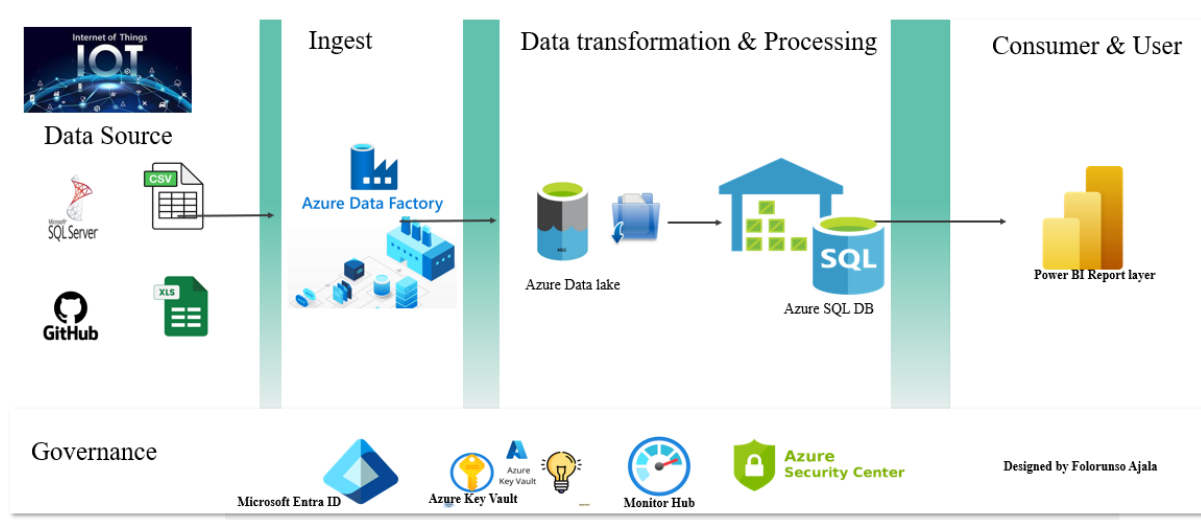 Internet of Things
IOT
Data Source
Microsoft
SQL Server
CSV
GitHub
XLS
Ingest
Azure Data Factory
Data transformation & Processing
Azure Data lake
SQL
Azure SQL DB
Consumer & User
Power BI Report layer
Governance
Microsoft Entra ID
Azure
Key Vault
Azure Key Vault
Monitor Hub
Azure
Security Center
Designed by Folorunso Ajala